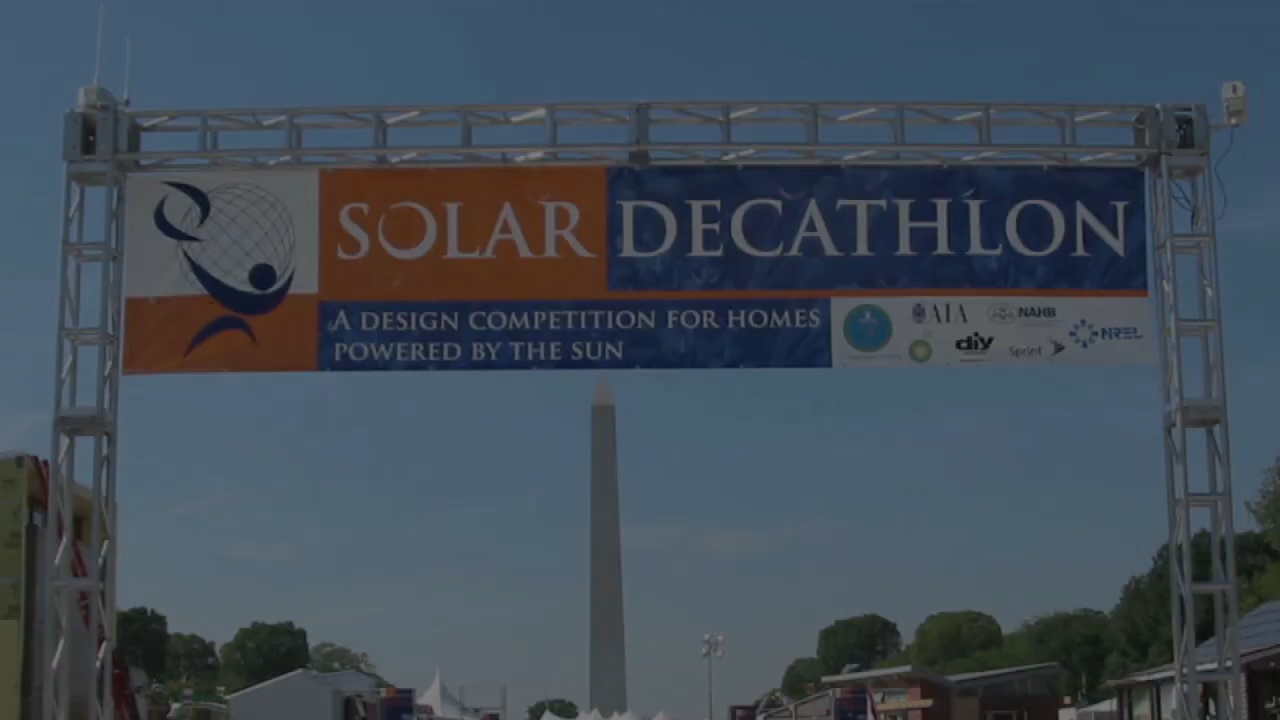 SOLAR DECATHLON
A DESIGN COMPETITION FOR HOMES
POWERED BY THE SUN
AIA
NAHB
diy
Sprint
NREL